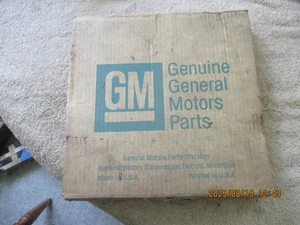 GM
Genuine
General
Motors
Parts
General Motors Parts Division
General Motors Corporation, Detroit, Michigan
Made in U.S.A. Printed in U.S.A.